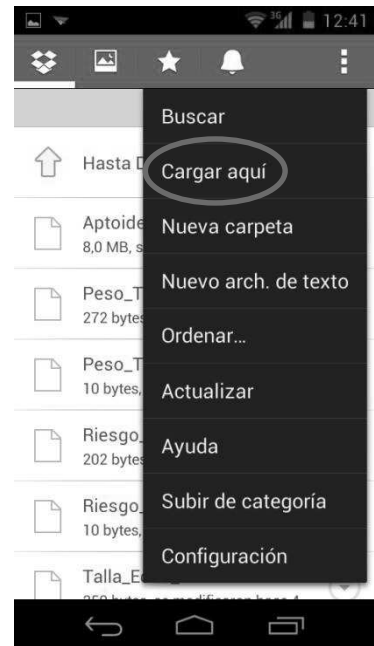 3G 12:41
Buscar
Hasta D
Cargar aquí
Aptoide
8,0 MB, s
Nueva carpeta
Peso_T
272 bytes
Nuevo arch. de texto
Ordenar...
Peso_T
10 bytes,
Actualizar
Riesgo_
202 bytes
Ayuda
Riesgo_
10 bytes,
Subir de categoría
Configuración
Talla_E